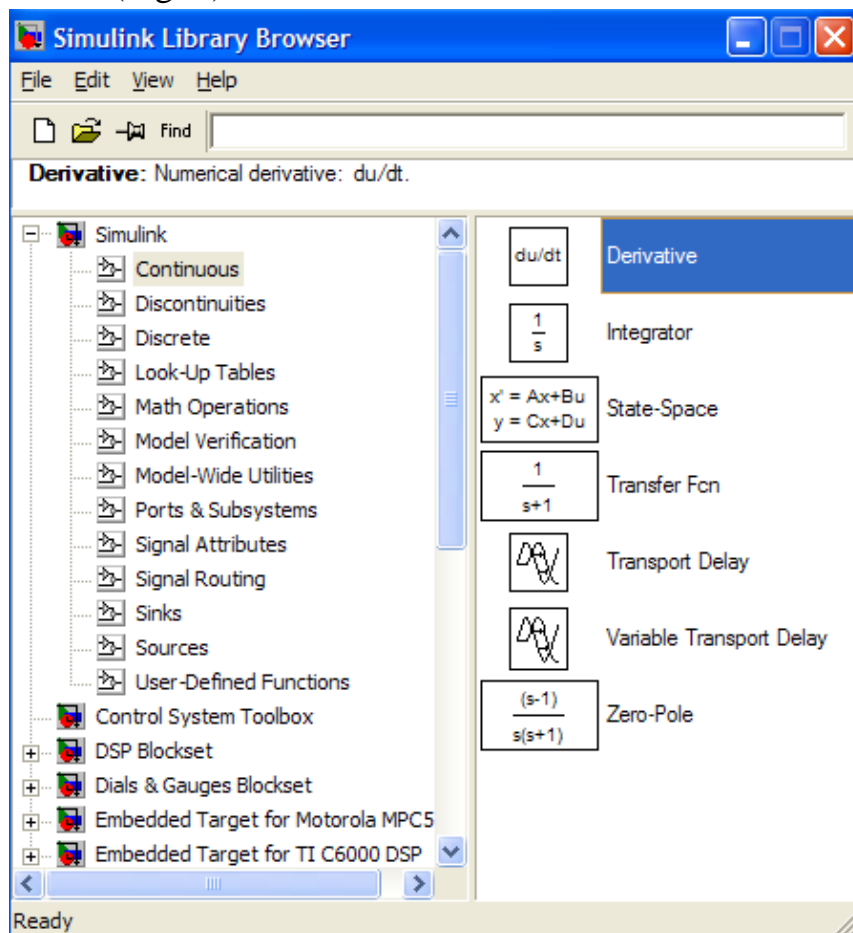 Simulink Library Browser
File Edit View Help
Find
Derivative: Numerical derivative: du/dt.
Simulink
Continuous
Discontinuities
Discrete
Look-Up Tables
Math Operations
Model Verification
Model-Wide Utilities
Ports & Subsystems
Signal Attributes
Signal Routing
Sinks
Sources
User-Defined Functions
Control System Toolbox
DSP Blockset
Dials & Gauges Blockset
Embedded Target for Motorola MPC5
Embedded Target for TI C6000 DSP
du/dt Derivative
1
s
Integrator
x' = Ax+Bu
y = Cx+Du
State-Space
1
s+1
Transfer Fcn
Transport Delay
Variable Transport Delay
(s-1)
s(s+1)
Zero-Pole
Ready